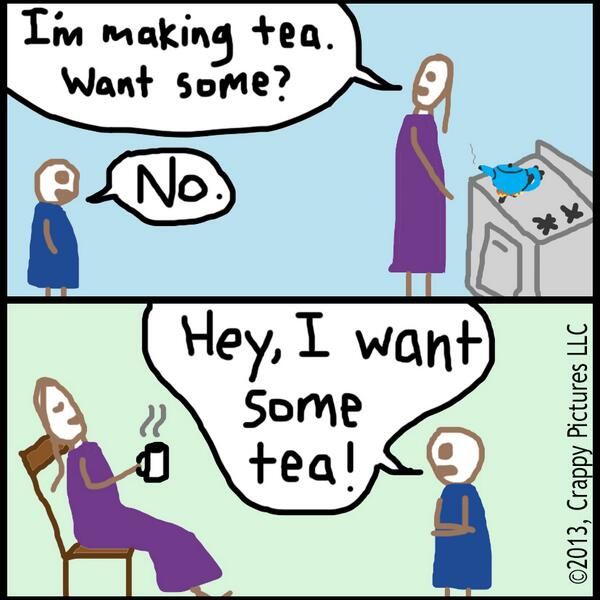 I'm making tea.
Want some?
No.
Hey, I want
some
tea!
©2013, Crappy Pictures LLC